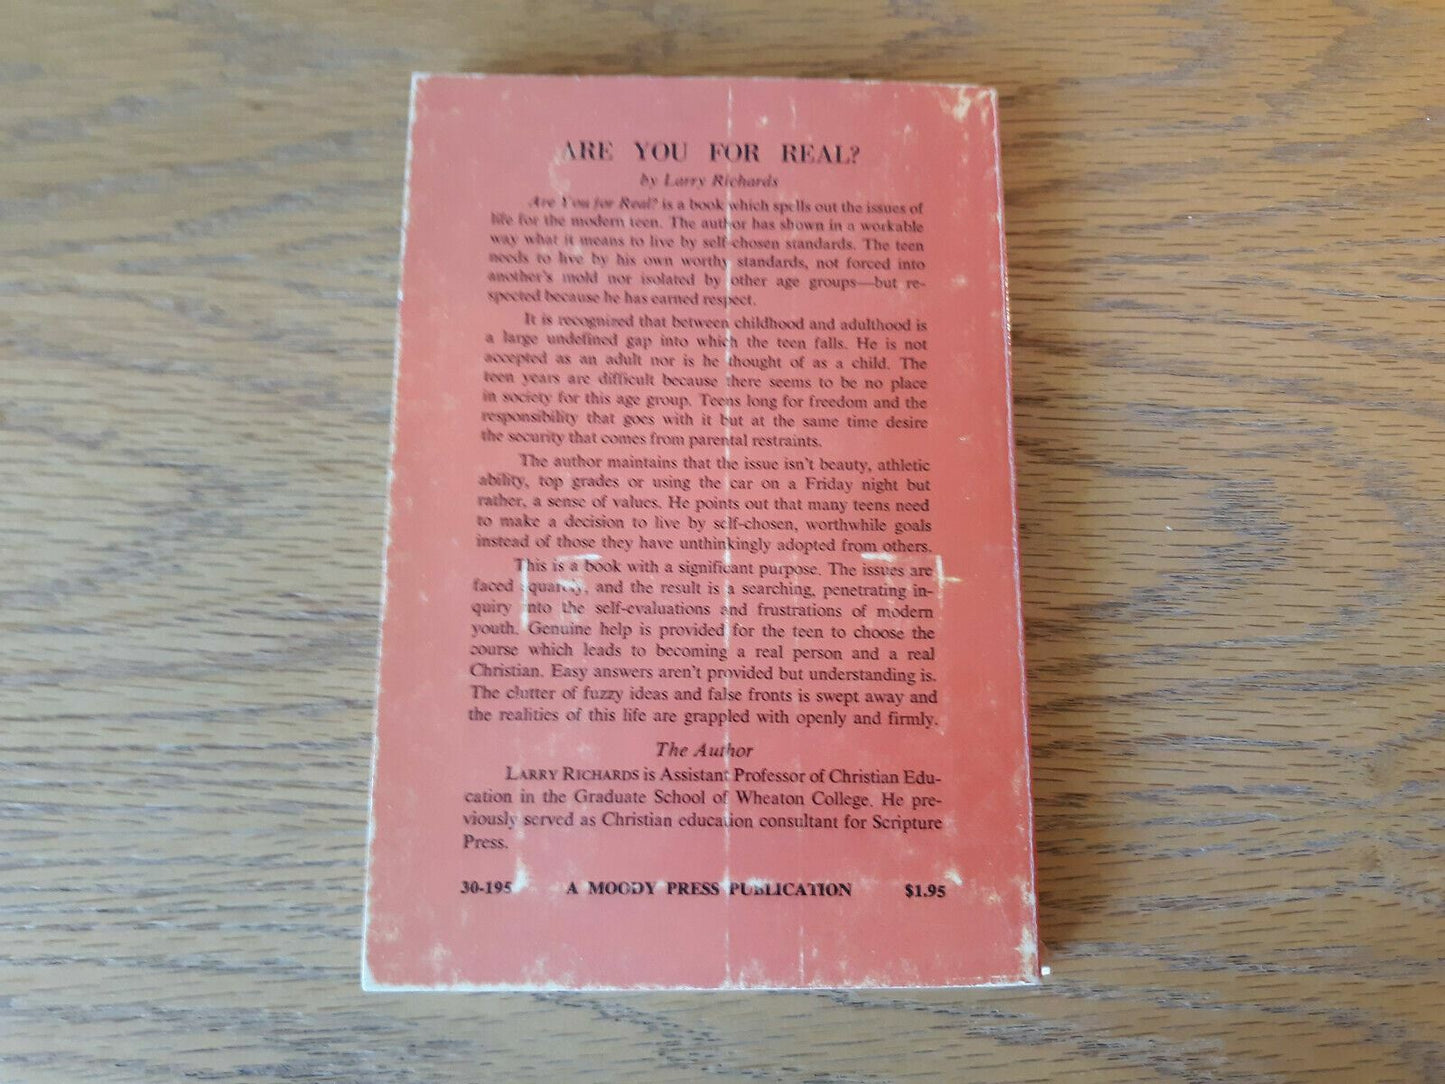 ARE YOU FOR REAL?
by Larry Richards
Are You for Real? is a book which spells out the issues of
life for the modern teen. The author has shown in a workable
way what it means to live by self-chosen standards. The teen
needs to live by his own worthy standards, not forced into
another's mold nor isolated by other age groups—but re-
spected because he has earned respect.
It is recognized that between childhood and adulthood is
a large undefined gap into which the teen falls. He is not
accepted as an adult nor is he thought of as a child. The
teen years are difficult because there seems to be no place
in society for this age group. Teens long for freedom and the
responsibility that goes with it but at the same time desire
the security that comes from parental restraints.
The author maintains that the issue isn't beauty, athletic
ability, top grades or using the car on a Friday night but
rather, a sense of values. He points out that many teens need
to make a decision to live by self-chosen, worthwhile goals
instead of those they have unthinkingly adopted from others.
This is a book with a significant purpose. The issues are
faced squarely, and the result is a searching, penetrating in-
quiry into the self-evaluations and frustrations of modern
youth. Genuine help is provided for the teen to choose the
course which leads to becoming a real person and a real
Christian. Easy answers aren't provided but understanding is.
The clutter of fuzzy ideas and false fronts is swept away and
the realities of this life are grappled with openly and firmly.
The Author
LARRY RICHARDS is Assistant Professor of Christian Edu-
cation in the Graduate School of Wheaton College. He pre-
viously served as Christian education consultant for Scripture
Press.
30-195 A MOODY PRESS PUBLICATION $1.95